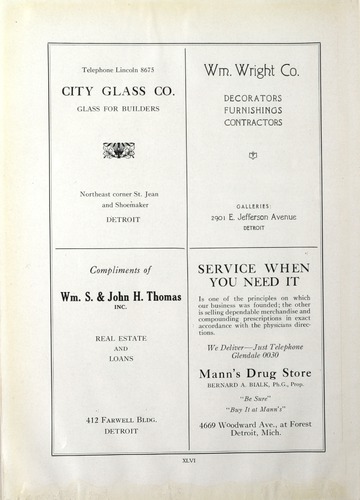 Telephone Lincoln 8675
CITY GLASS CO.
GLASS FOR BUILDERS
Northeast corner St. Jean
and Shoemaker
DETROIT
Wm. Wright Co.
DECORATORS
FURNISHINGS
CONTRACTORS
GALLERIES:
2901 E. Jefferson Avenue
DETROIT
Compliments of
Wm. S. & John H. Thomas
INC.
REAL ESTATE
AND
LOANS
412 FARWELL BLDG.
DETROIT
SERVICE WHEN
YOU NEED IT
Is one of the principles on which
our business was founded; the other
is selling dependable merchandise and
compounding prescriptions in exact
accordance with the physicians direc-
tions.
We Deliver—Just Telephone
Glendale 0030
Mann's Drug Store
BERNARD A. BIALK, Ph.G., Prop.
"Be Sure"
"Buy It at Mann's"
4669 Woodward Ave., at Forest
Detroit, Mich.
XLVI